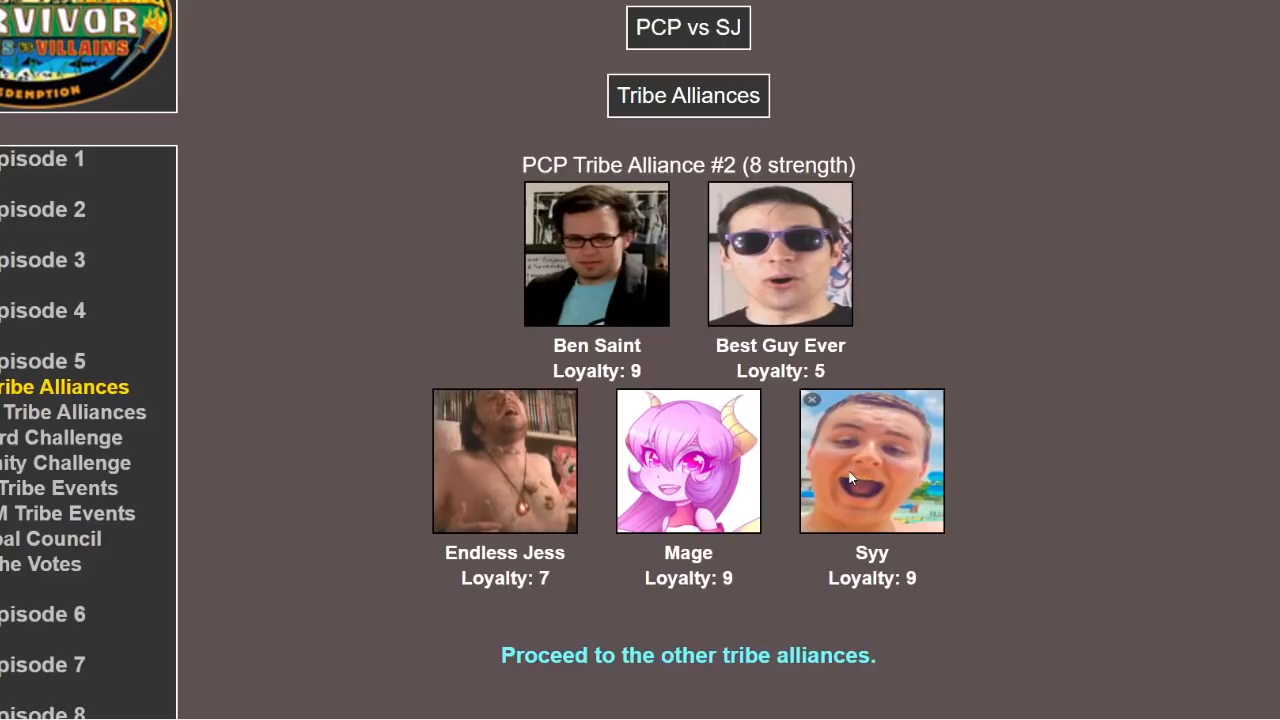 PCP vs SJ
Tribe Alliances
PCP Tribe Alliance #2 (8 strength)
Ben Saint
Loyalty: 9
Best Guy Ever
Loyalty: 5
Endless Jess
Loyalty: 7
Mage
Loyalty: 9
Syy
Loyalty: 9
Proceed to the other tribe alliances.
RVIVOR
S VS VILLAINS
EDEMPTION
pisode 1
pisode 2
pisode 3
pisode 4
pisode 5
ribe Alliances
Tribe Alliances
rd Challenge
ity Challenge
Tribe Events
M Tribe Events
bal Council
he Votes
pisode 6
pisode 7
pisode 8